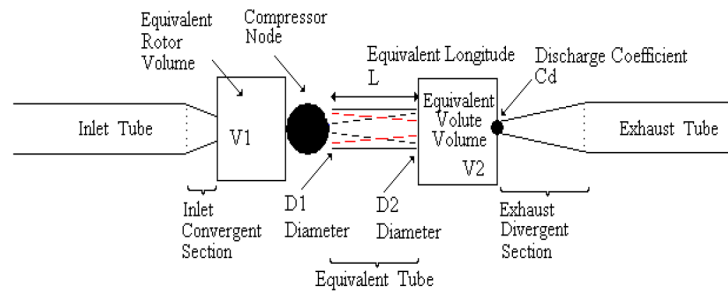 Equivalent
Rotor
Volume
Compressor
Node
Equivalent Longitude
L
Discharge Coefficient
Cd
Inlet Tube
V1
Equivalent
Volute
Volume
V2
Exhaust Tube
Inlet
Convergent
Section
D1
Diameter
D2
Diameter
Exhaust
Divergent
Section
Equivalent Tube